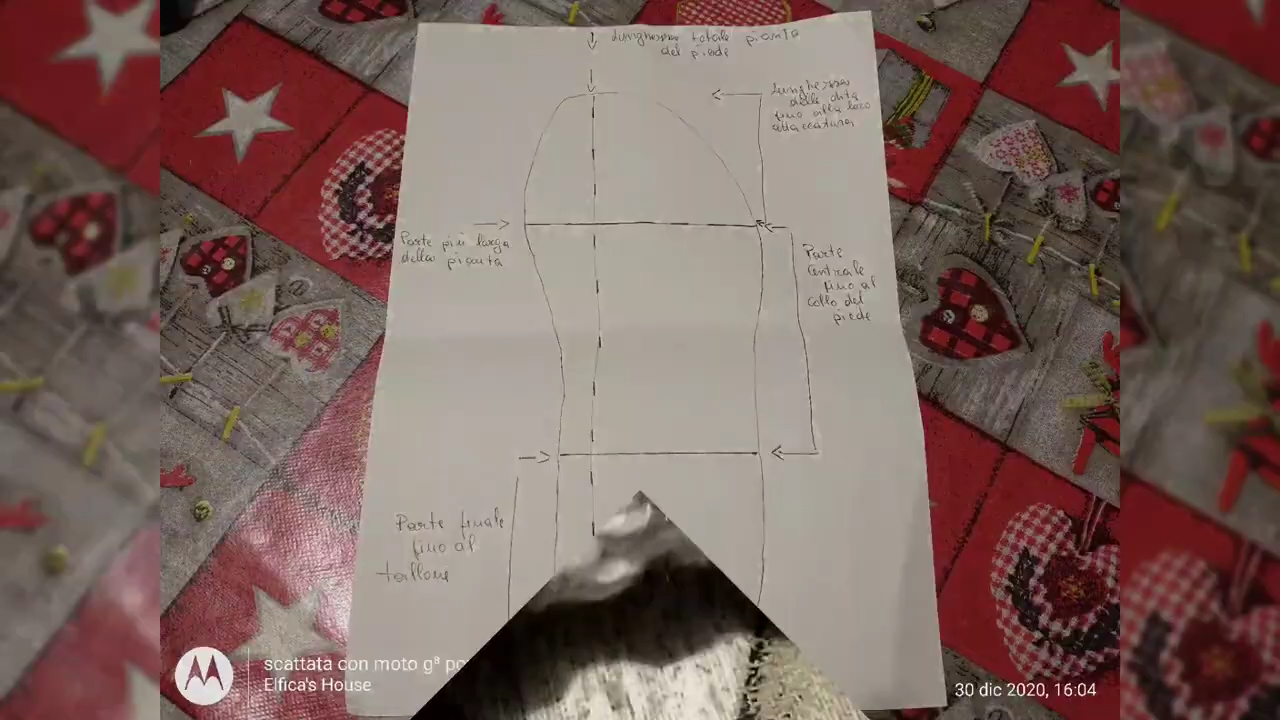 Lunghezza totale pianta
del piede
Lunghezza
delle dita
fino alla loro
attaccatura
Parte più larga
della pianta
Parte
centrale
fino al
collo del
piede
Parte finale
fino al
tallone
scattata con moto g⁸ po
Elfica's House
30 dic 2020, 16:04